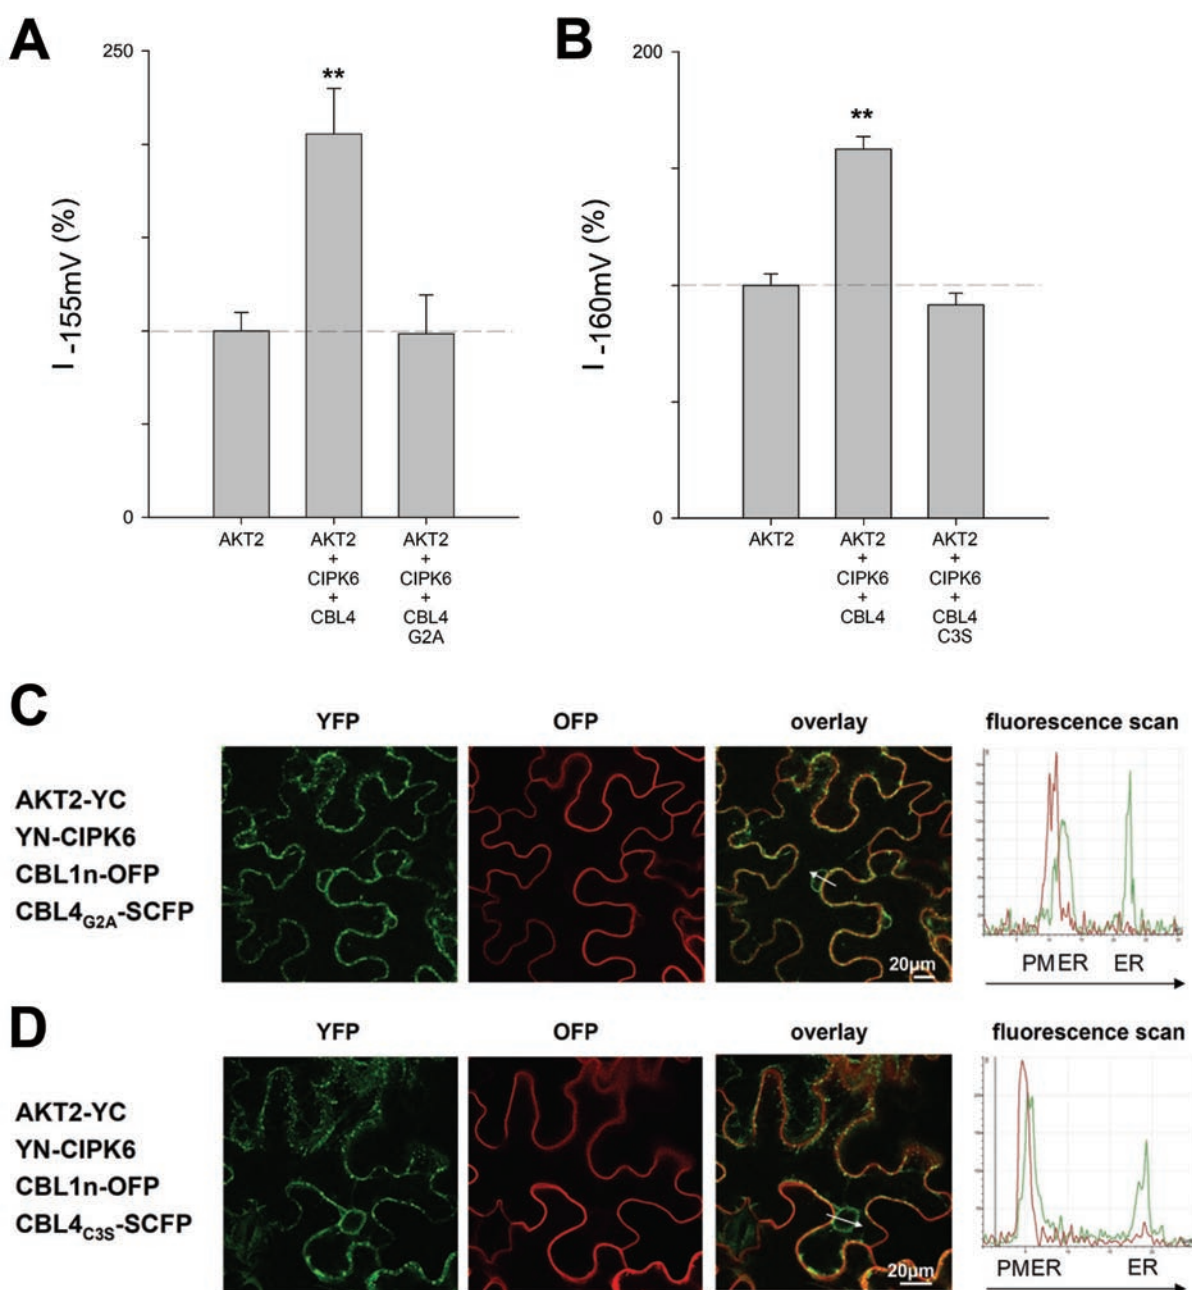 A
B
250
**
I -155mV (%)
0
AKT2
AKT2
+
CIPK6
+
CBL4
AKT2
+
CIPK6
+
CBL4
G2A
200
**
I -160mV (%)
0
AKT2
AKT2
+
CIPK6
+
CBL4
AKT2
+
CIPK6
+
CBL4
C3S
C
YFP
OFP
overlay
fluorescence scan
AKT2-YC
YN-CIPK6
CBL1n-OFP
CBL4G2A-SCFP
20µm
PM ER ER
D
YFP
OFP
overlay
fluorescence scan
AKT2-YC
YN-CIPK6
CBL1n-OFP
CBL4C3S-SCFP
20µm
PMER ER